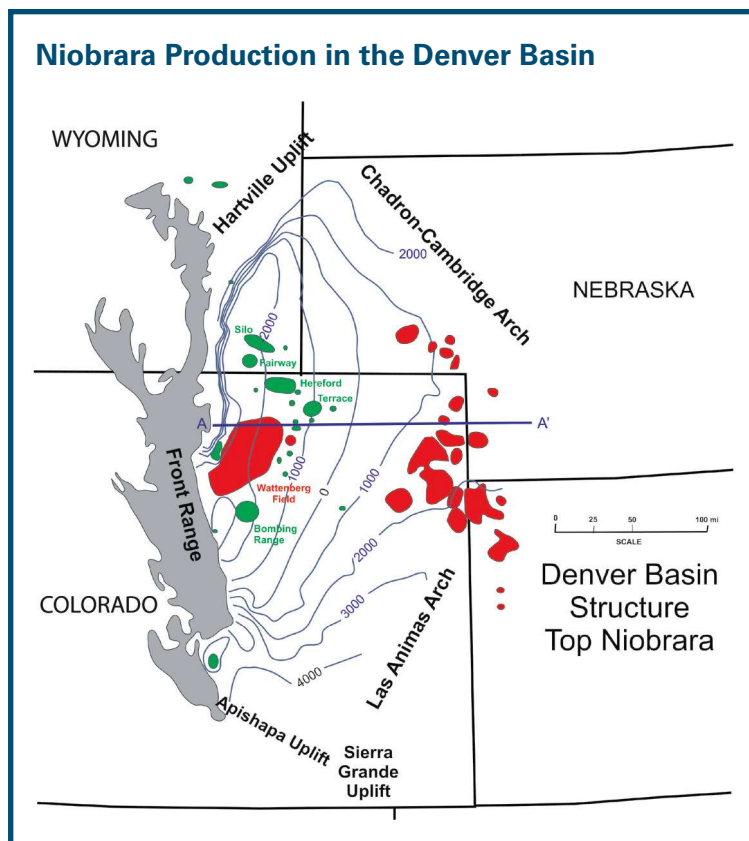 Niobrara Production in the Denver Basin
WYOMING
Hartville Uplift
Chadron-Cambridge Arch
2000
NEBRASKA
2000
Silo
Fairway
Hereford
Terrace
A
A'
Front Range
Wattenberg
Field
1000
0
1000
Bombing
Range
2000
0 25 50 100 mi
SCALE
COLORADO
3000
4000
Las Animas Arch
Denver Basin
Structure
Top Niobrara
Apishapa Uplift
Sierra
Grande
Uplift